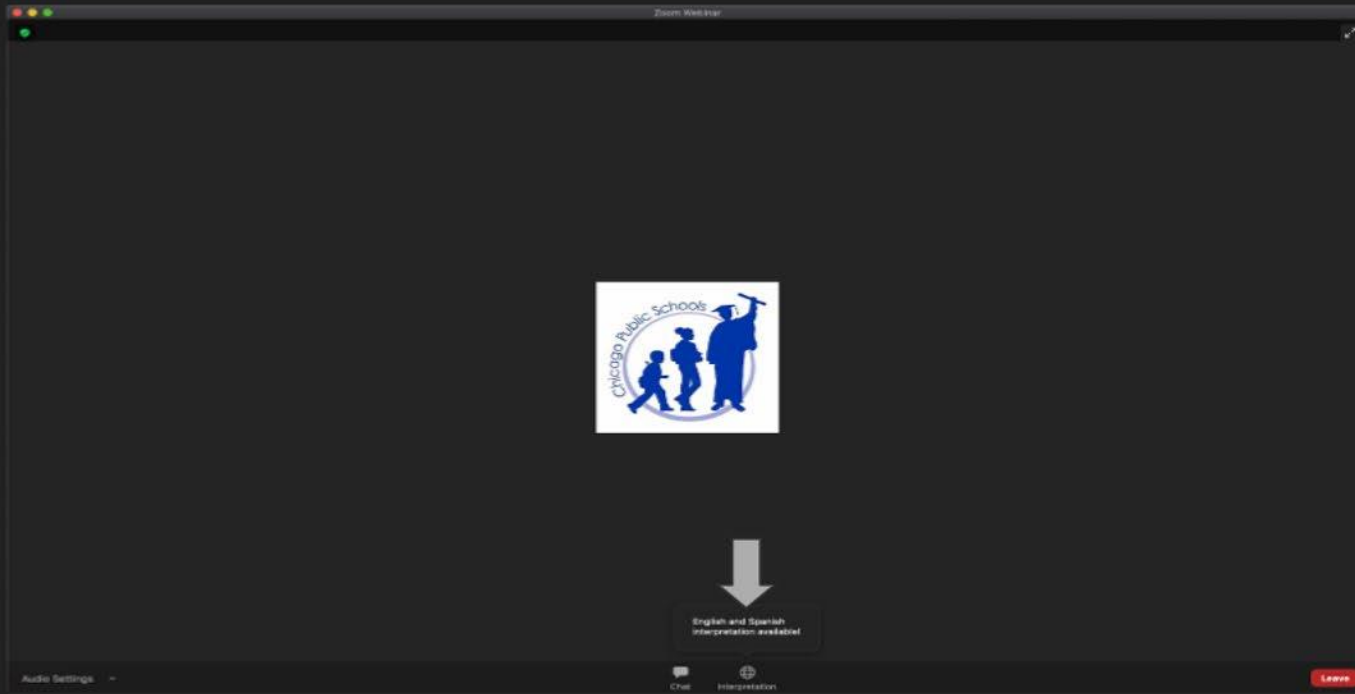 Zoom Webinar
Chicago Public Schools
English and Spanish
interpretation available!
Audio Settings
Chat
Interpretation
Leave